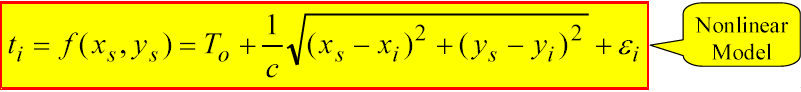 t_i = f(x_s, y_s) = T_o + \frac{1}{c}\sqrt{(x_s - x_i)^2 + (y_s - y_i)^2} + ε_i
Nonlinear
Model